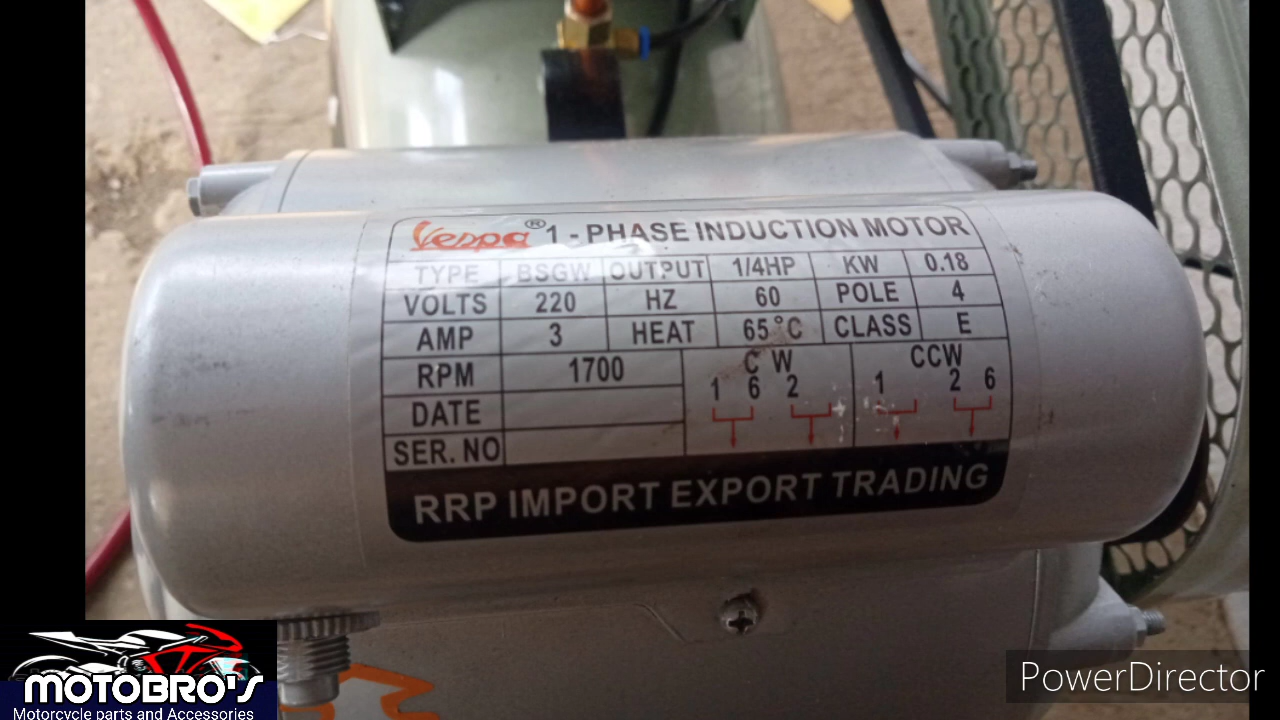 Vespa® 1 - PHASE INDUCTION MOTOR
TYPE BSGW OUTPUT 1/4HP KW 0.18
VOLTS 220 HZ 60 POLE 4
AMP 3 HEAT 65°C CLASS E
RPM 1700 CW CCW
1 6 2 1 2 6
DATE
SER. NO
RRP IMPORT EXPORT TRADING
MOTOBRO'S
Motorcycle parts and Accessories
PowerDirector